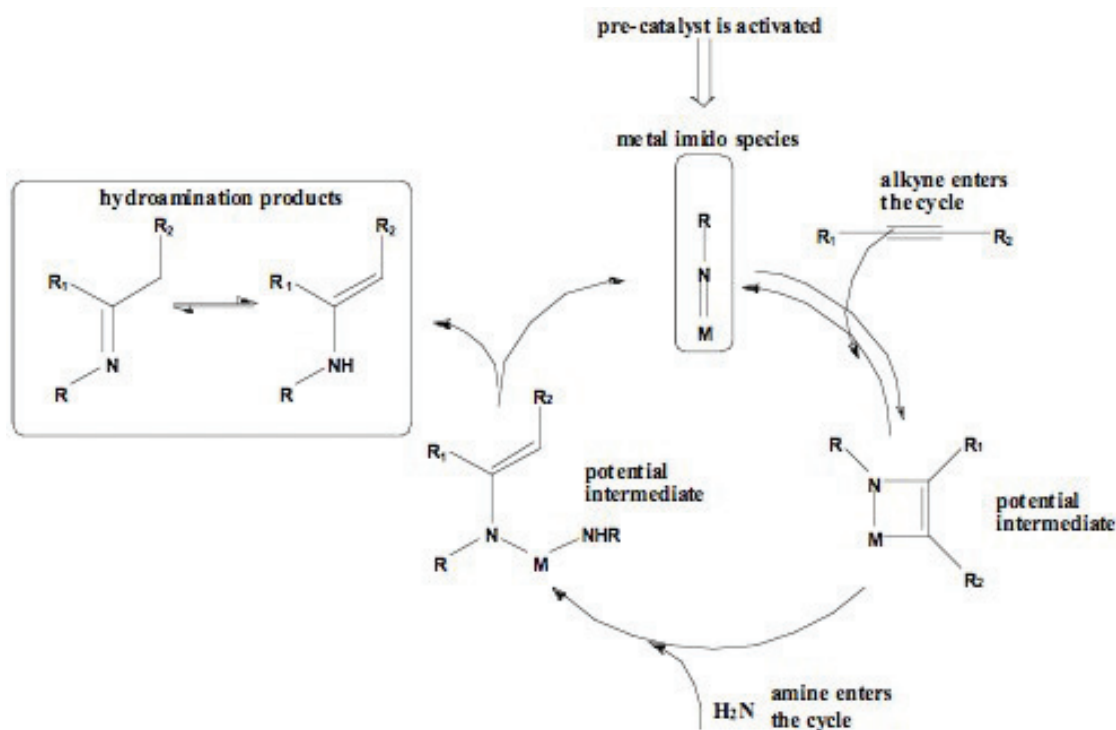 pre-catalyst is activated
metal imido species
hydroamination products
alkyne enters
the cycle
R₂
R₁
N
R
R₂
R₁
NH
R
R
N
M
R₁
R₂
R₂
R₁
N
R
M
NHR
potential
intermediate
R
N
R₁
M
R₂
potential
intermediate
H₂N
amine enters
the cycle